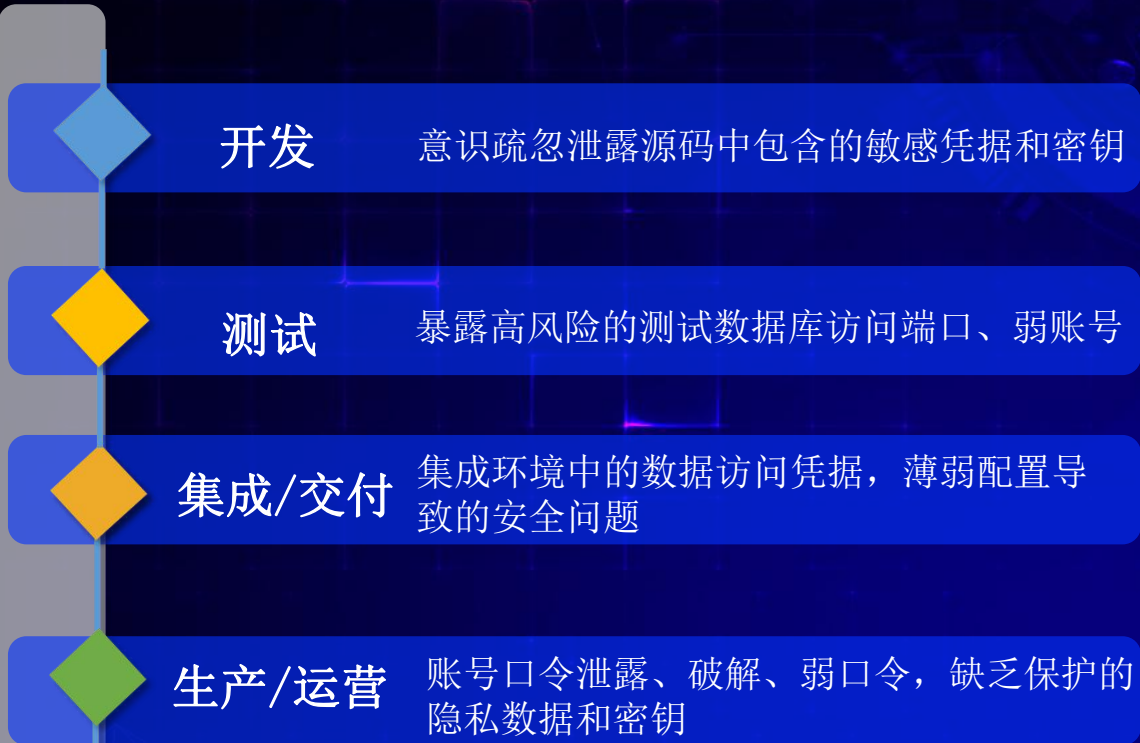 开发
意识疏忽泄露源码中包含的敏感凭据和密钥
测试
暴露高风险的测试数据库访问端口、弱账号
集成/交付
集成环境中的数据访问凭据，薄弱配置导
致的安全问题
生产/运营
账号口令泄露、破解、弱口令，缺乏保护的
隐私数据和密钥